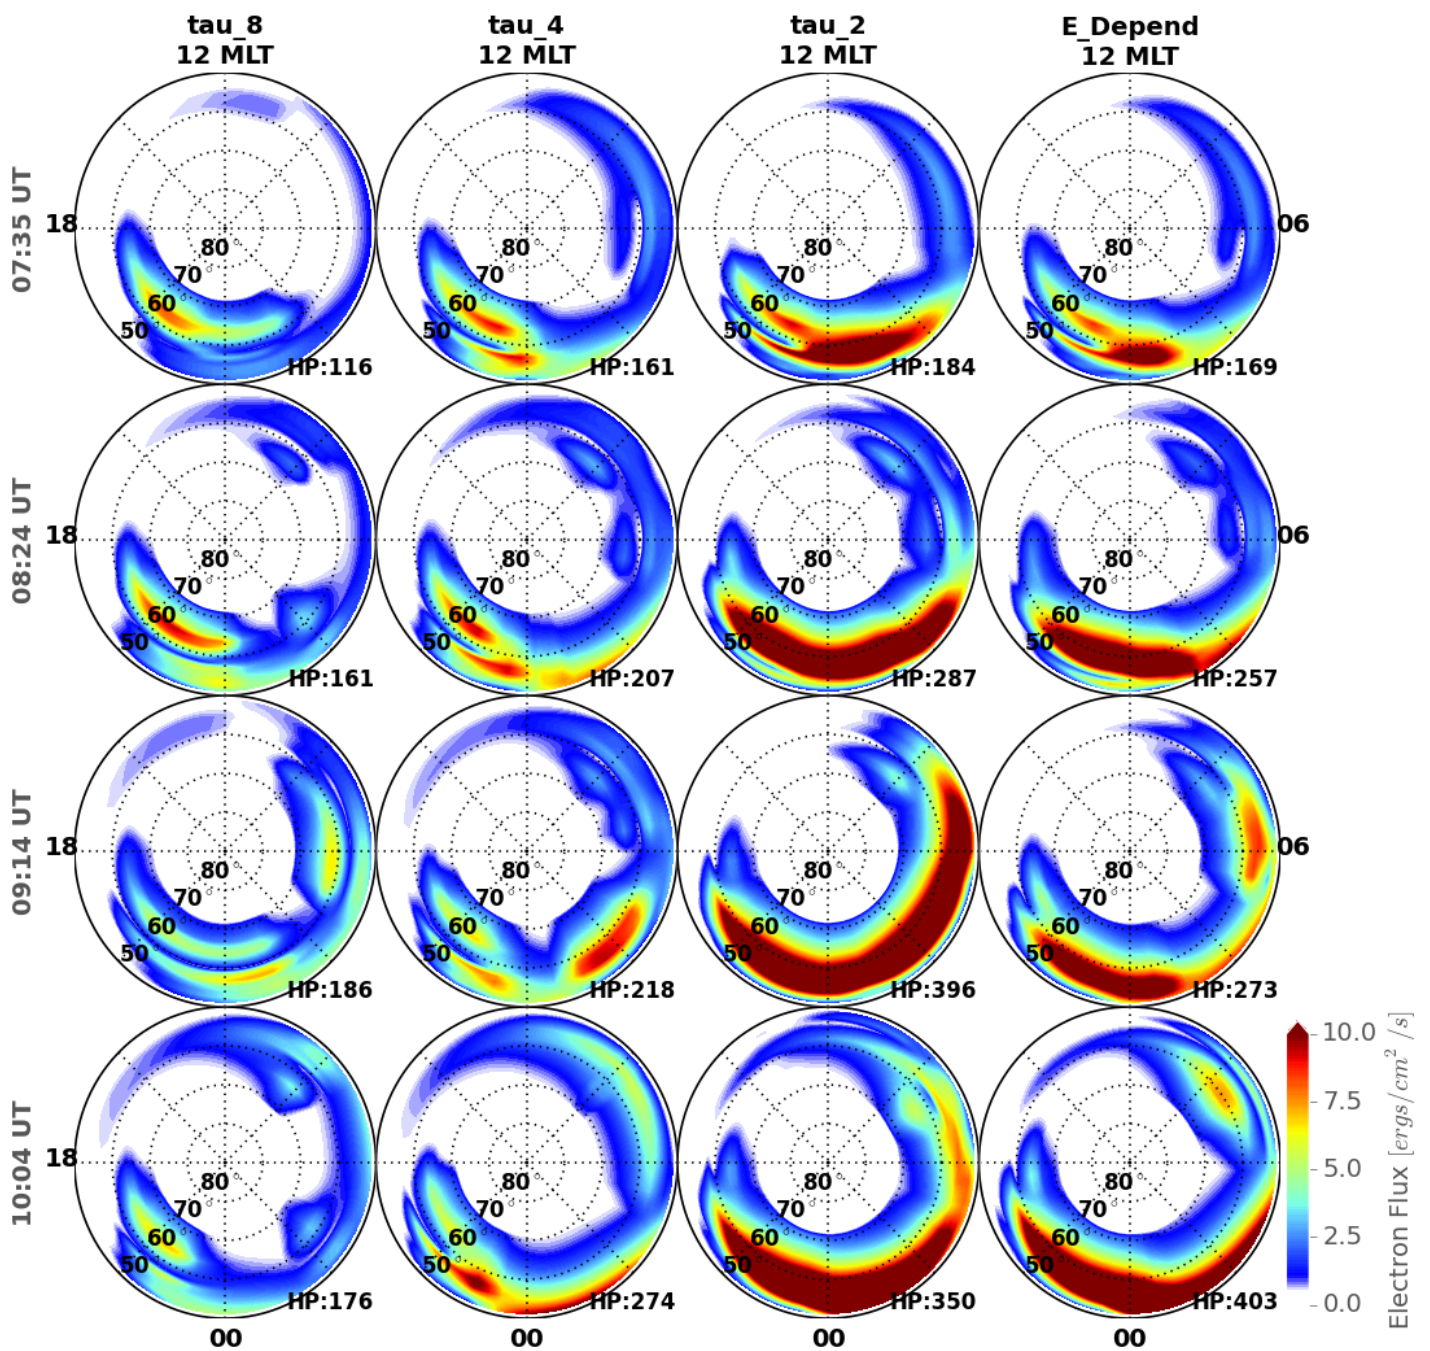 tau_8 tau_4 tau_2 E_Depend
12 MLT 12 MLT 12 MLT 12 MLT
07:35 UT
18 06
80° 80° 80° 80°
70° 70° 70° 70°
60° 60° 60° 60°
50° 50° 50° 50°
HP:116 HP:161 HP:184 HP:169
08:24 UT
18 06
80° 80° 80° 80°
70° 70° 70° 70°
60° 60° 60° 60°
50° 50° 50° 50°
HP:161 HP:207 HP:287 HP:257
09:14 UT
18 06
80° 80° 80° 80°
70° 70° 70° 70°
60° 60° 60° 60°
50° 50° 50° 50°
HP:186 HP:218 HP:396 HP:273
10:04 UT
18
80° 80° 80° 80°
70° 70° 70° 70°
60° 60° 60° 60°
50° 50° 50° 50°
HP:176 HP:274 HP:350 HP:403
00 00 00 00
10.0
7.5
5.0
2.5
0.0
Electron Flux [ergs/cm² /s]